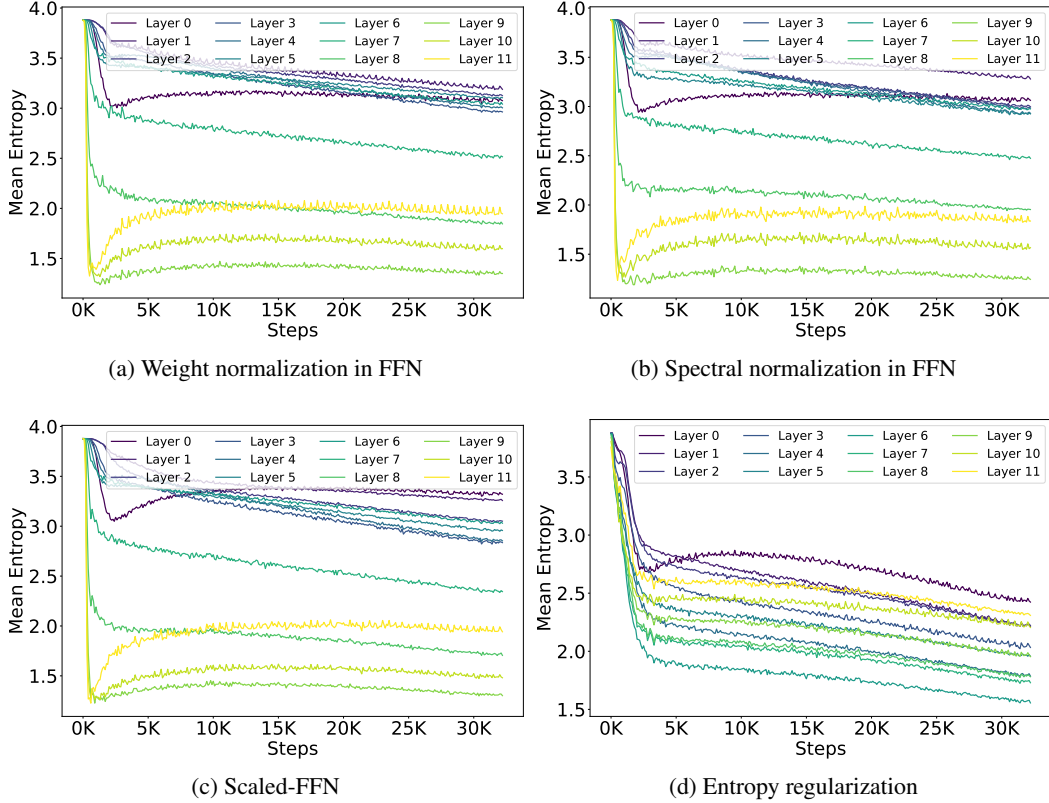 4.0
3.5
3.0
2.5
2.0
1.5
Mean Entropy
Layer 0 Layer 3 Layer 6 Layer 9
Layer 1 Layer 4 Layer 7 Layer 10
Layer 2 Layer 5 Layer 8 Layer 11
0K 5K 10K 15K 20K 25K 30K
Steps
(a) Weight normalization in FFN
4.0
3.5
3.0
2.5
2.0
1.5
Mean Entropy
Layer 0 Layer 3 Layer 6 Layer 9
Layer 1 Layer 4 Layer 7 Layer 10
Layer 2 Layer 5 Layer 8 Layer 11
0K 5K 10K 15K 20K 25K 30K
Steps
(b) Spectral normalization in FFN
4.0
3.5
3.0
2.5
2.0
1.5
Mean Entropy
Layer 0 Layer 3 Layer 6 Layer 9
Layer 1 Layer 4 Layer 7 Layer 10
Layer 2 Layer 5 Layer 8 Layer 11
0K 5K 10K 15K 20K 25K 30K
Steps
(c) Scaled-FFN
3.5
3.0
2.5
2.0
1.5
Mean Entropy
Layer 0 Layer 3 Layer 6 Layer 9
Layer 1 Layer 4 Layer 7 Layer 10
Layer 2 Layer 5 Layer 8 Layer 11
0K 5K 10K 15K 20K 25K 30K
Steps
(d) Entropy regularization